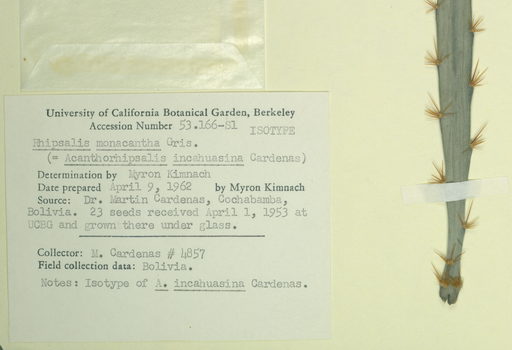 University of California Botanical Garden, Berkeley
Accession Number 53.166-S1
ISOTYPE
Rhipsalis monacantha Gris.
(= Acanthorhipsalis incahuasina Cardenas)
Determination by Myron Kimnach
Date prepared April 9, 1962 by Myron Kimnach
Source: Dr. Martin Cardenas, Cochabamba,
Bolivia. 23 seeds received April 1, 1953 at
UCBG and grown there under glass.
Collector: M. Cardenas # 4857
Field collection data: Bolivia.
Notes: Isotype of A. incahuasina Cardenas.